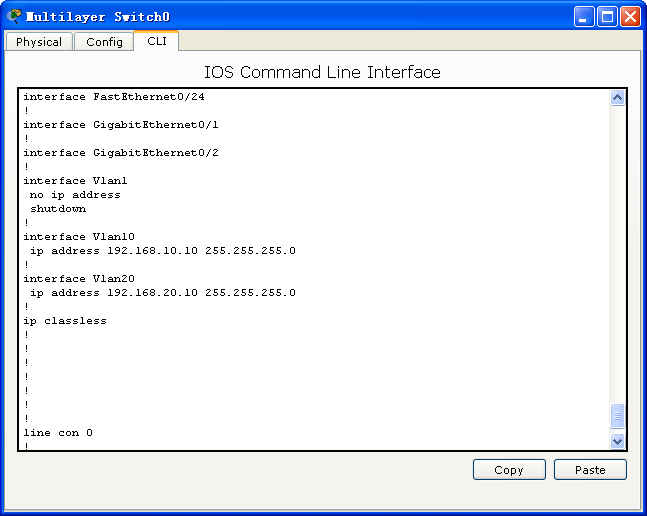 Multilayer Switch0
Physical Config CLI
IOS Command Line Interface
interface FastEthernet0/24
!
interface GigabitEthernet0/1
!
interface GigabitEthernet0/2
!
interface Vlan1
 no ip address
 shutdown
!
interface Vlan10
 ip address 192.168.10.10 255.255.255.0
!
interface Vlan20
 ip address 192.168.20.10 255.255.255.0
!
ip classless
!
!
!
!
!
!
!
line con 0
!
Copy Paste